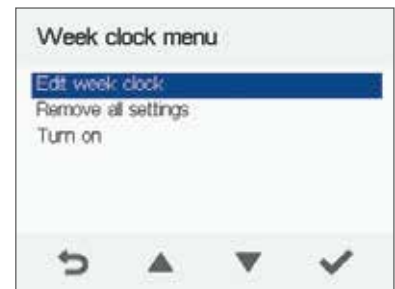 Week clock menu
Edit week clock
Remove all settings
Turn on